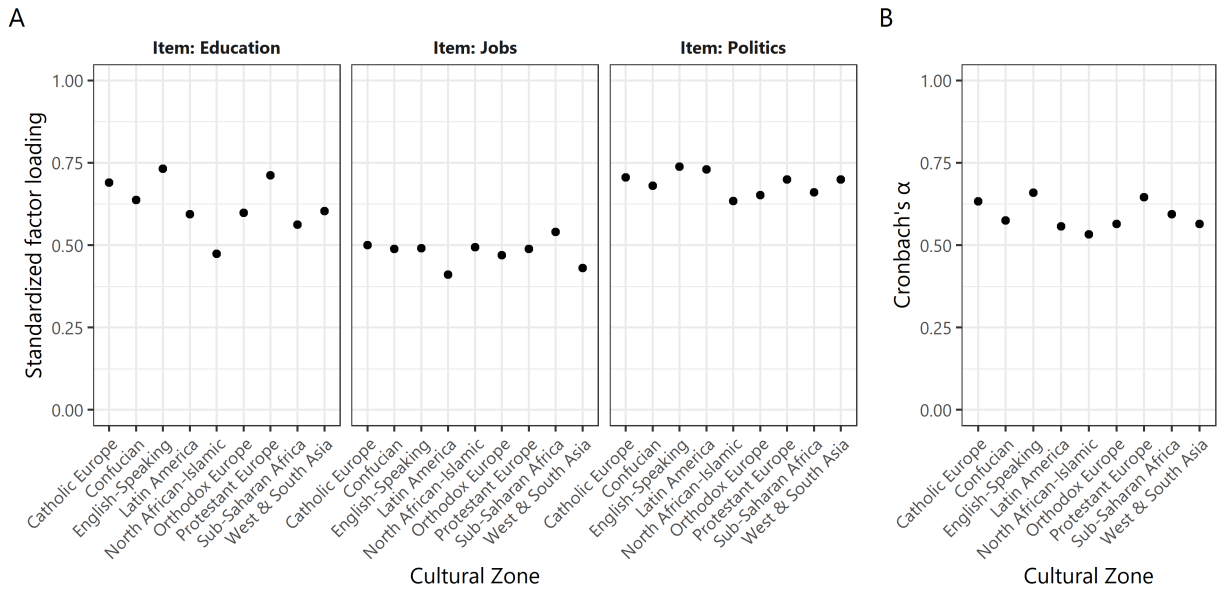 A
B
Item: Education
Item: Jobs
Item: Politics
Standardized factor loading
1.00
0.75
0.50
0.25
0.00
Catholic Europe
Confucian
English-Speaking
Latin America
North African-Islamic
Orthodox Europe
Protestant Europe
Sub-Saharan Africa
West & South Asia
Catholic Europe
Confucian
English-Speaking
Latin America
North African-Islamic
Orthodox Europe
Protestant Europe
Sub-Saharan Africa
West & South Asia
Catholic Europe
Confucian
English-Speaking
Latin America
North African-Islamic
Orthodox Europe
Protestant Europe
Sub-Saharan Africa
West & South Asia
Cultural Zone
Cronbach's α
1.00
0.75
0.50
0.25
0.00
Catholic Europe
Confucian
English-Speaking
Latin America
North African-Islamic
Orthodox Europe
Protestant Europe
Sub-Saharan Africa
West & South Asia
Cultural Zone